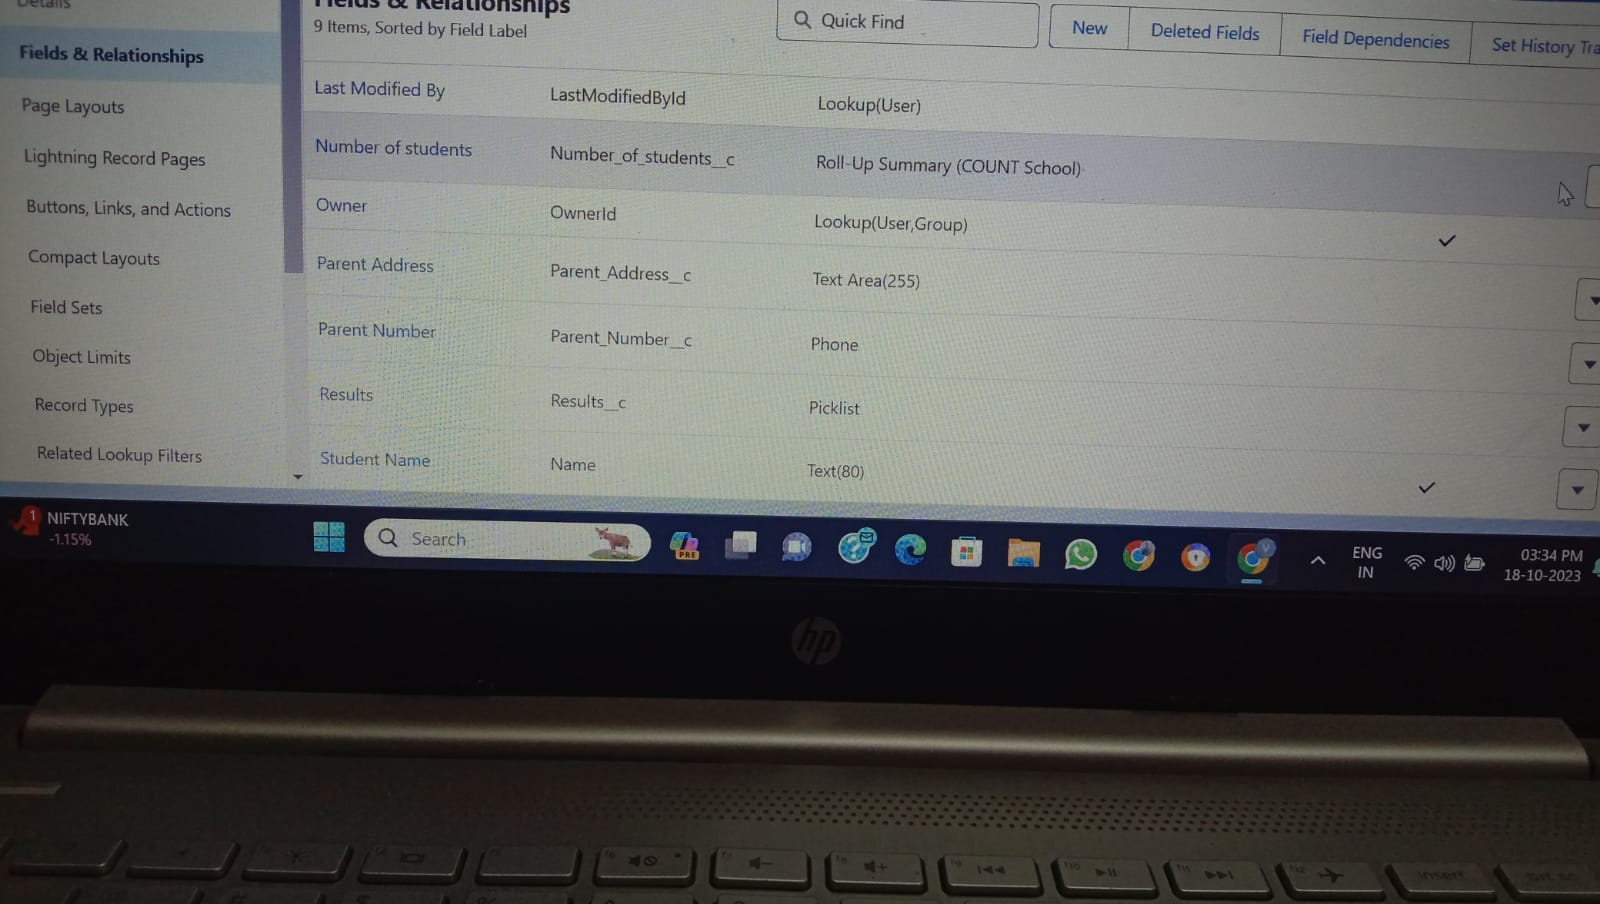 Details
Fields & Relationships
9 Items, Sorted by Field Label
Quick Find
New
Deleted Fields
Field Dependencies
Set History Tra
Fields & Relationships
Page Layouts
Lightning Record Pages
Buttons, Links, and Actions
Compact Layouts
Field Sets
Object Limits
Record Types
Related Lookup Filters
Last Modified By LastModifiedById Lookup(User)
Number of students Number_of_students__c Roll-Up Summary (COUNT School)
Owner OwnerId Lookup(User,Group)
Parent Address Parent_Address__c Text Area(255)
Parent Number Parent_Number__c Phone
Results Results__c Picklist
Student Name Name Text(80)
1
NIFTYBANK
-1.15%
Search
PRE
ENG
IN
03:34 PM
18-10-2023
hp
insert